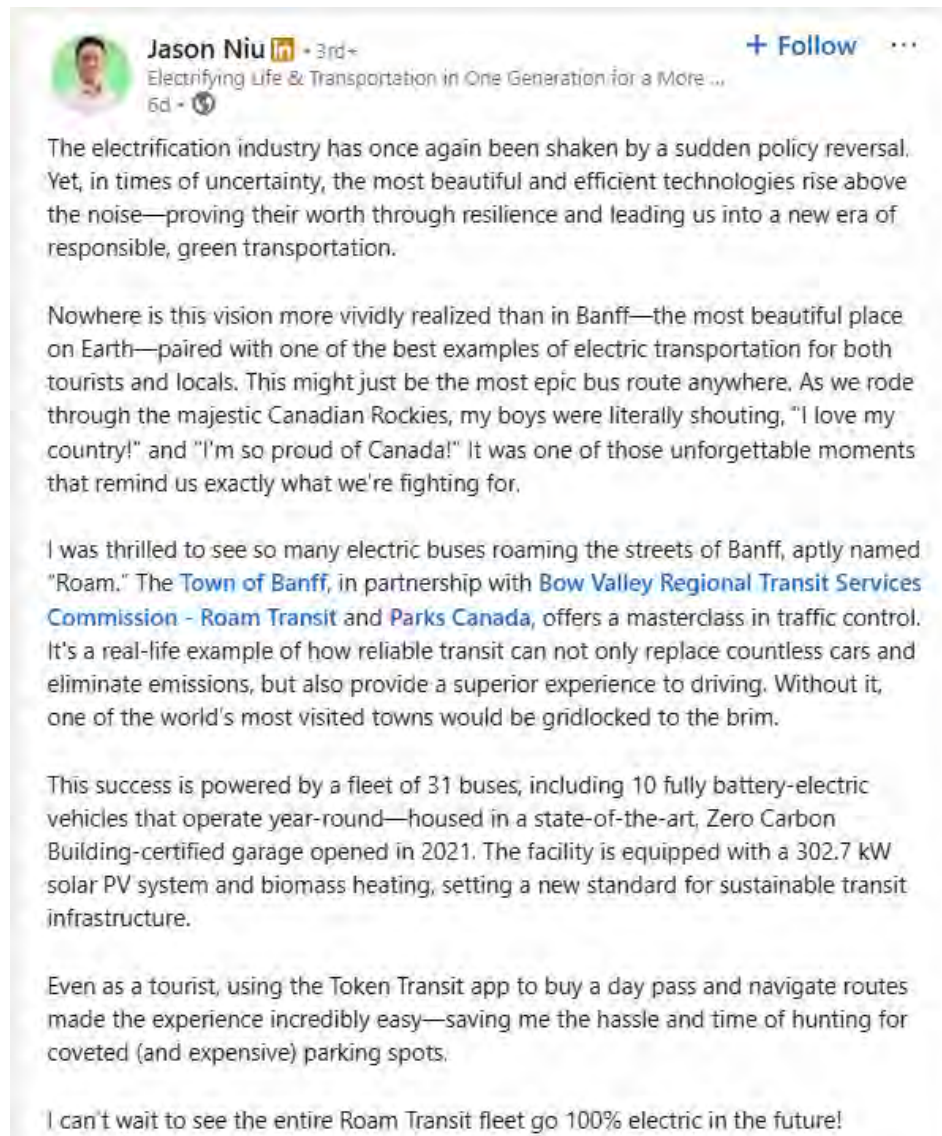 Jason Niu in • 3rd+
+ Follow ...
Electrifying Life & Transportation in One Generation for a More ...
6d •
The electrification industry has once again been shaken by a sudden policy reversal.
Yet, in times of uncertainty, the most beautiful and efficient technologies rise above
the noise—proving their worth through resilience and leading us into a new era of
responsible, green transportation.
Nowhere is this vision more vividly realized than in Banff—the most beautiful place
on Earth—paired with one of the best examples of electric transportation for both
tourists and locals. This might just be the most epic bus route anywhere. As we rode
through the majestic Canadian Rockies, my boys were literally shouting, "I love my
country!" and "I'm so proud of Canada!" It was one of those unforgettable moments
that remind us exactly what we're fighting for.
I was thrilled to see so many electric buses roaming the streets of Banff, aptly named
"Roam." The Town of Banff, in partnership with Bow Valley Regional Transit Services
Commission - Roam Transit and Parks Canada, offers a masterclass in traffic control.
It's a real-life example of how reliable transit can not only replace countless cars and
eliminate emissions, but also provide a superior experience to driving. Without it,
one of the world's most visited towns would be gridlocked to the brim.
This success is powered by a fleet of 31 buses, including 10 fully battery-electric
vehicles that operate year-round—housed in a state-of-the-art, Zero Carbon
Building-certified garage opened in 2021. The facility is equipped with a 302.7 kW
solar PV system and biomass heating, setting a new standard for sustainable transit
infrastructure.
Even as a tourist, using the Token Transit app to buy a day pass and navigate routes
made the experience incredibly easy—saving me the hassle and time of hunting for
coveted (and expensive) parking spots.
I can't wait to see the entire Roam Transit fleet go 100% electric in the future!